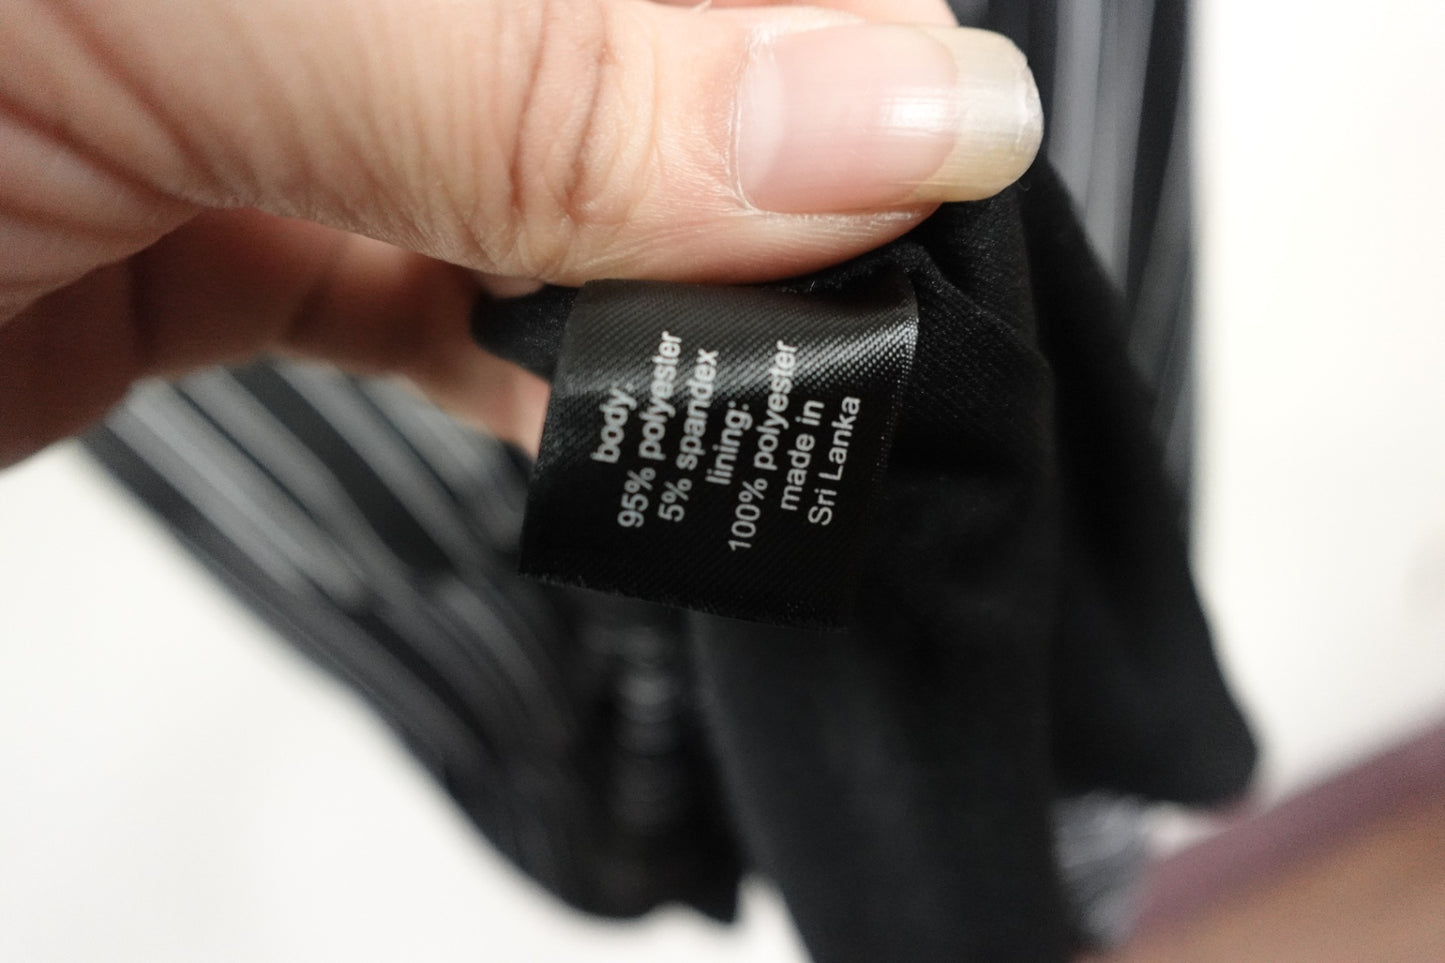 body:
95% polyester
5% spandex
lining:
100% polyester
made in
Sri Lanka